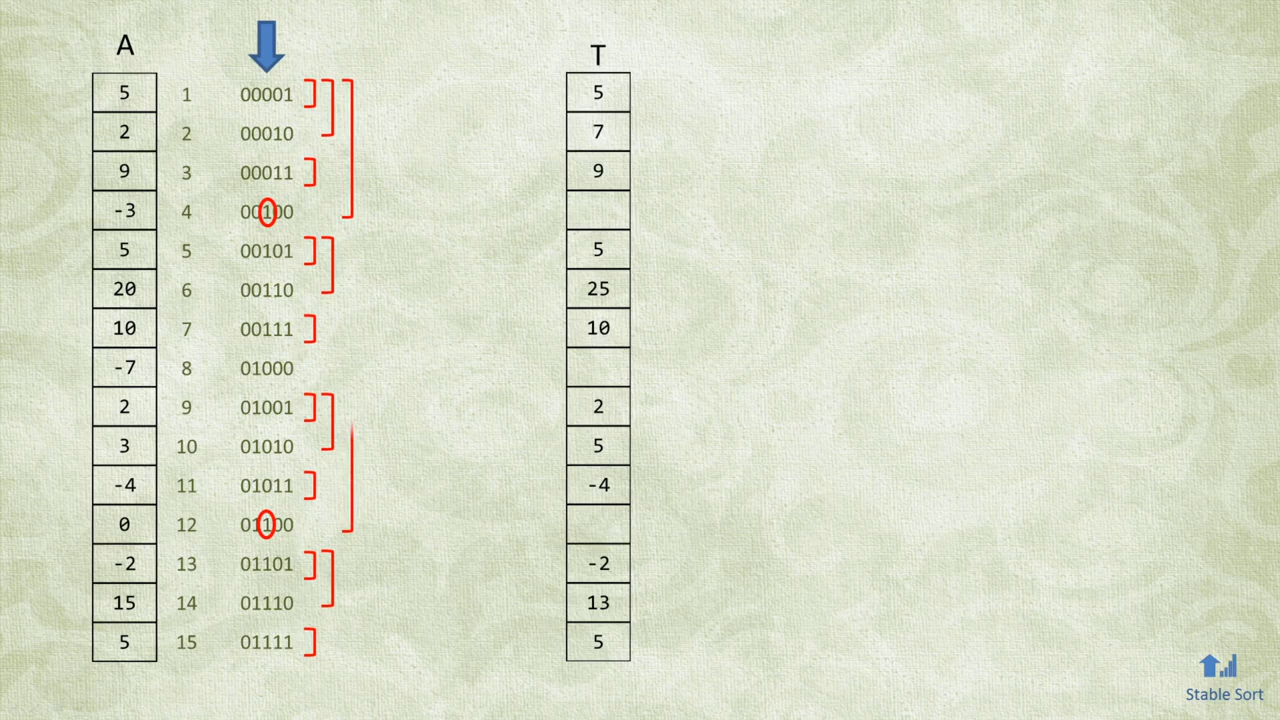 A T
5 1 00001 5
2 2 00010 7
9 3 00011 9
-3 4 00100
5 5 00101 5
20 6 00110 25
10 7 00111 10
-7 8 01000
2 9 01001 2
3 10 01010 5
-4 11 01011 -4
0 12 01100
-2 13 01101 -2
15 14 01110 13
5 15 01111 5
Stable Sort